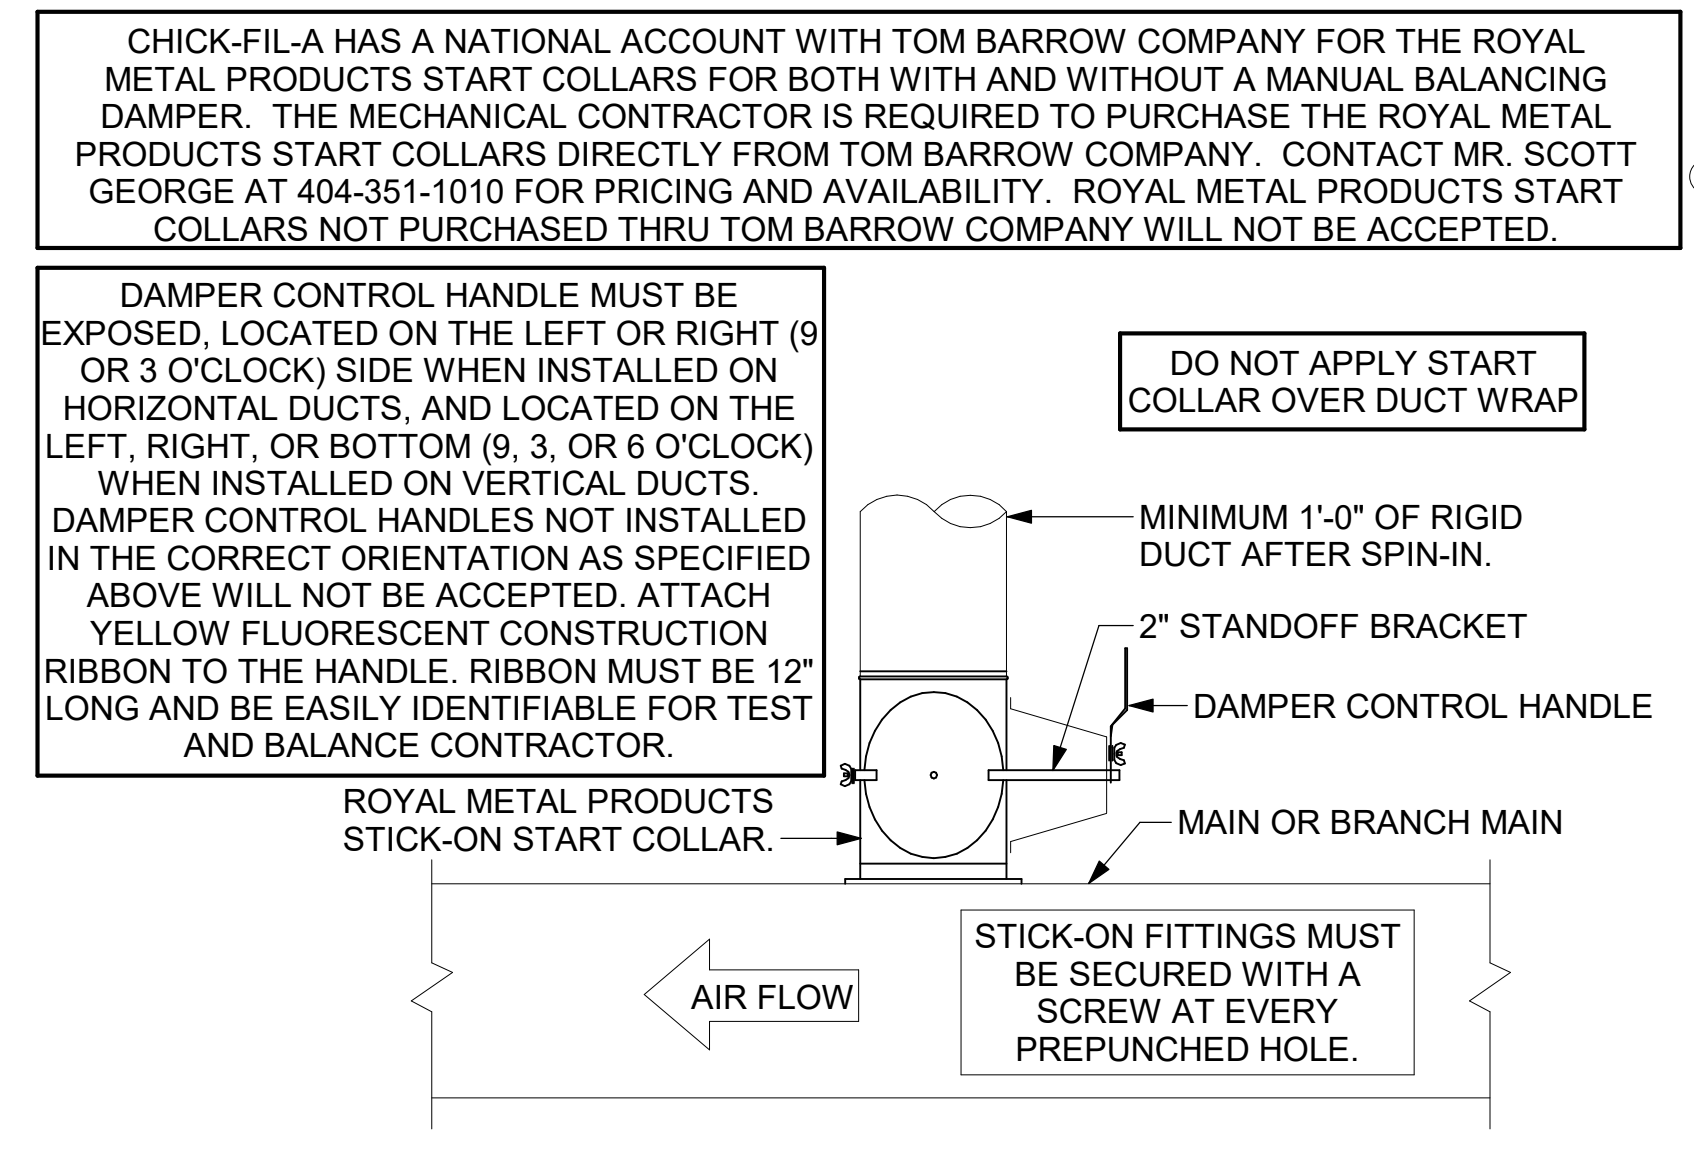 CHICK-FIL-A HAS A NATIONAL ACCOUNT WITH TOM BARROW COMPANY FOR THE ROYAL
METAL PRODUCTS START COLLARS FOR BOTH WITH AND WITHOUT A MANUAL BALANCING
DAMPER.  THE MECHANICAL CONTRACTOR IS REQUIRED TO PURCHASE THE ROYAL METAL
PRODUCTS START COLLARS DIRECTLY FROM TOM BARROW COMPANY.  CONTACT MR. SCOTT
GEORGE AT 404-351-1010 FOR PRICING AND AVAILABILITY.  ROYAL METAL PRODUCTS START
COLLARS NOT PURCHASED THRU TOM BARROW COMPANY WILL NOT BE ACCEPTED.
DAMPER CONTROL HANDLE MUST BE
EXPOSED, LOCATED ON THE LEFT OR RIGHT (9
OR 3 O'CLOCK) SIDE WHEN INSTALLED ON
HORIZONTAL DUCTS, AND LOCATED ON THE
LEFT, RIGHT, OR BOTTOM (9, 3, OR 6 O'CLOCK)
WHEN INSTALLED ON VERTICAL DUCTS.
DAMPER CONTROL HANDLES NOT INSTALLED
IN THE CORRECT ORIENTATION AS SPECIFIED
ABOVE WILL NOT BE ACCEPTED. ATTACH
YELLOW FLUORESCENT CONSTRUCTION
RIBBON TO THE HANDLE. RIBBON MUST BE 12"
LONG AND BE EASILY IDENTIFIABLE FOR TEST
AND BALANCE CONTRACTOR.
DO NOT APPLY START
COLLAR OVER DUCT WRAP
MINIMUM 1'-0" OF RIGID
DUCT AFTER SPIN-IN.
2" STANDOFF BRACKET
DAMPER CONTROL HANDLE
ROYAL METAL PRODUCTS
STICK-ON START COLLAR.
MAIN OR BRANCH MAIN
AIR FLOW
STICK-ON FITTINGS MUST
BE SECURED WITH A
SCREW AT EVERY
PREPUNCHED HOLE.